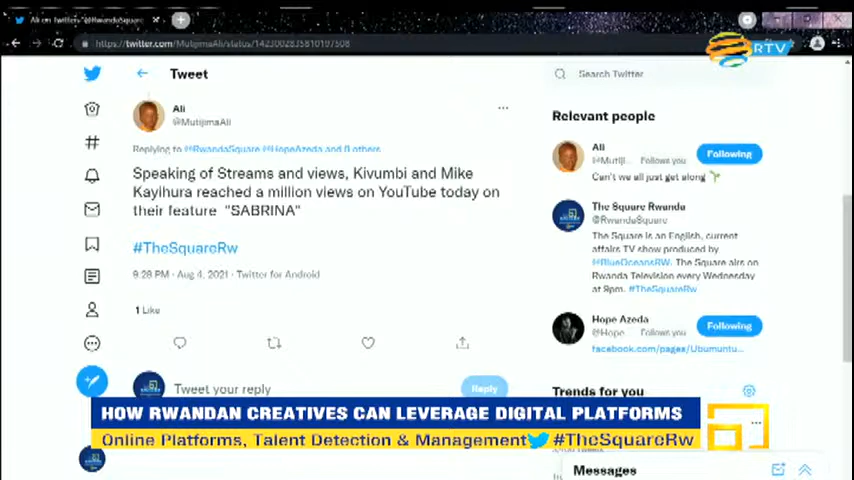 Ali on Twitter: "@RwandaSquare
https://twitter.com/MutijimaAli/status/
RTV
Tweet
Search Twitter
Ali
@MutijimaAli
Replying to @RwandaSquare @HopeAzeda and 8 others
Speaking of Streams and views, Kivumbi and Mike
Kayihura reached a million views on YouTube today on
their feature "SABRINA"
#TheSquareRw
9:28 PM · Aug 4, 2021 · Twitter for Android
1 Like
Tweet your reply
Reply
Relevant people
Ali
@Mutiji... Follows you
Following
Can't we all just get along
The Square Rwanda
@RwandaSquare
The Square is an English, current
affairs TV show produced by
@BlueOceansRW. The Square airs on
Rwanda Television every Wednesday
at 9pm. #TheSquareRw
Hope Azeda
@Hope... Follows you
Following
facebook.com/pages/Ubumuntu...
Trends for you
HOW RWANDAN CREATIVES CAN LEVERAGE DIGITAL PLATFORMS
Online Platforms, Talent Detection & Management #TheSquareRw
Messages